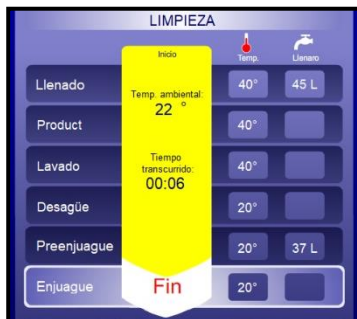 LIMPIEZA
Inicio
Temp.
Llenaro
Llenado
Temp. ambiental:
22 °
40°
45 L
Product
40°
Lavado
Tiempo
transcurrido:
00:06
40°
Desagüe
20°
Preenjuague
20°
37 L
Enjuague
Fin
20°